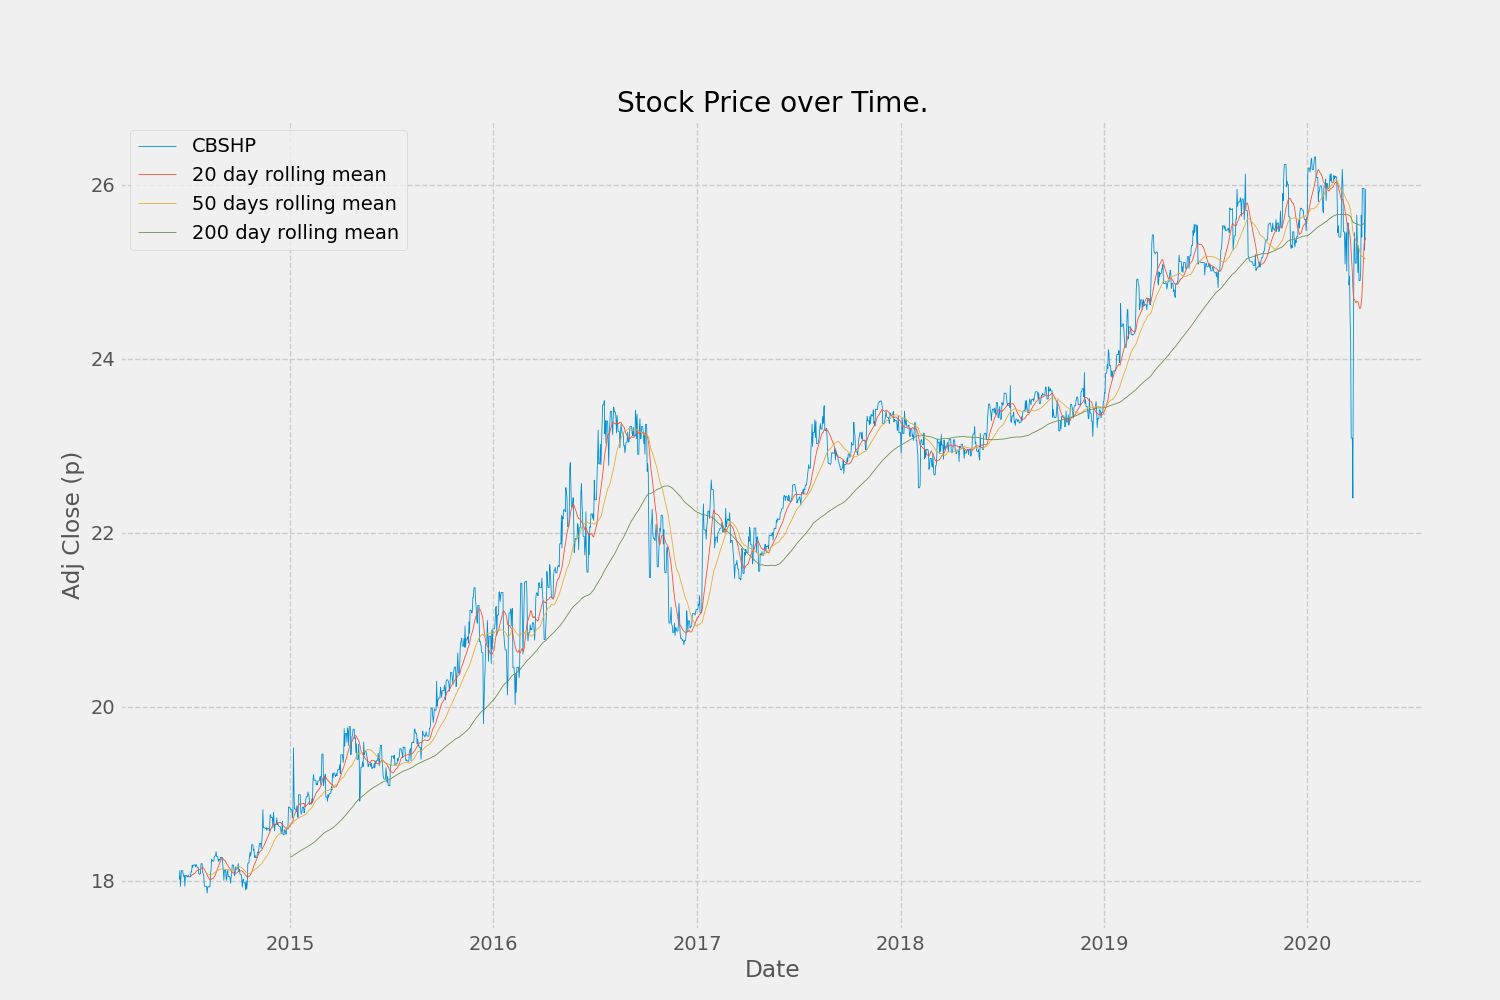 Stock Price over Time.
CBSHP
20 day rolling mean
50 days rolling mean
200 day rolling mean
Adj Close (p)
26
24
22
20
18
2015 2016 2017 2018 2019 2020
Date